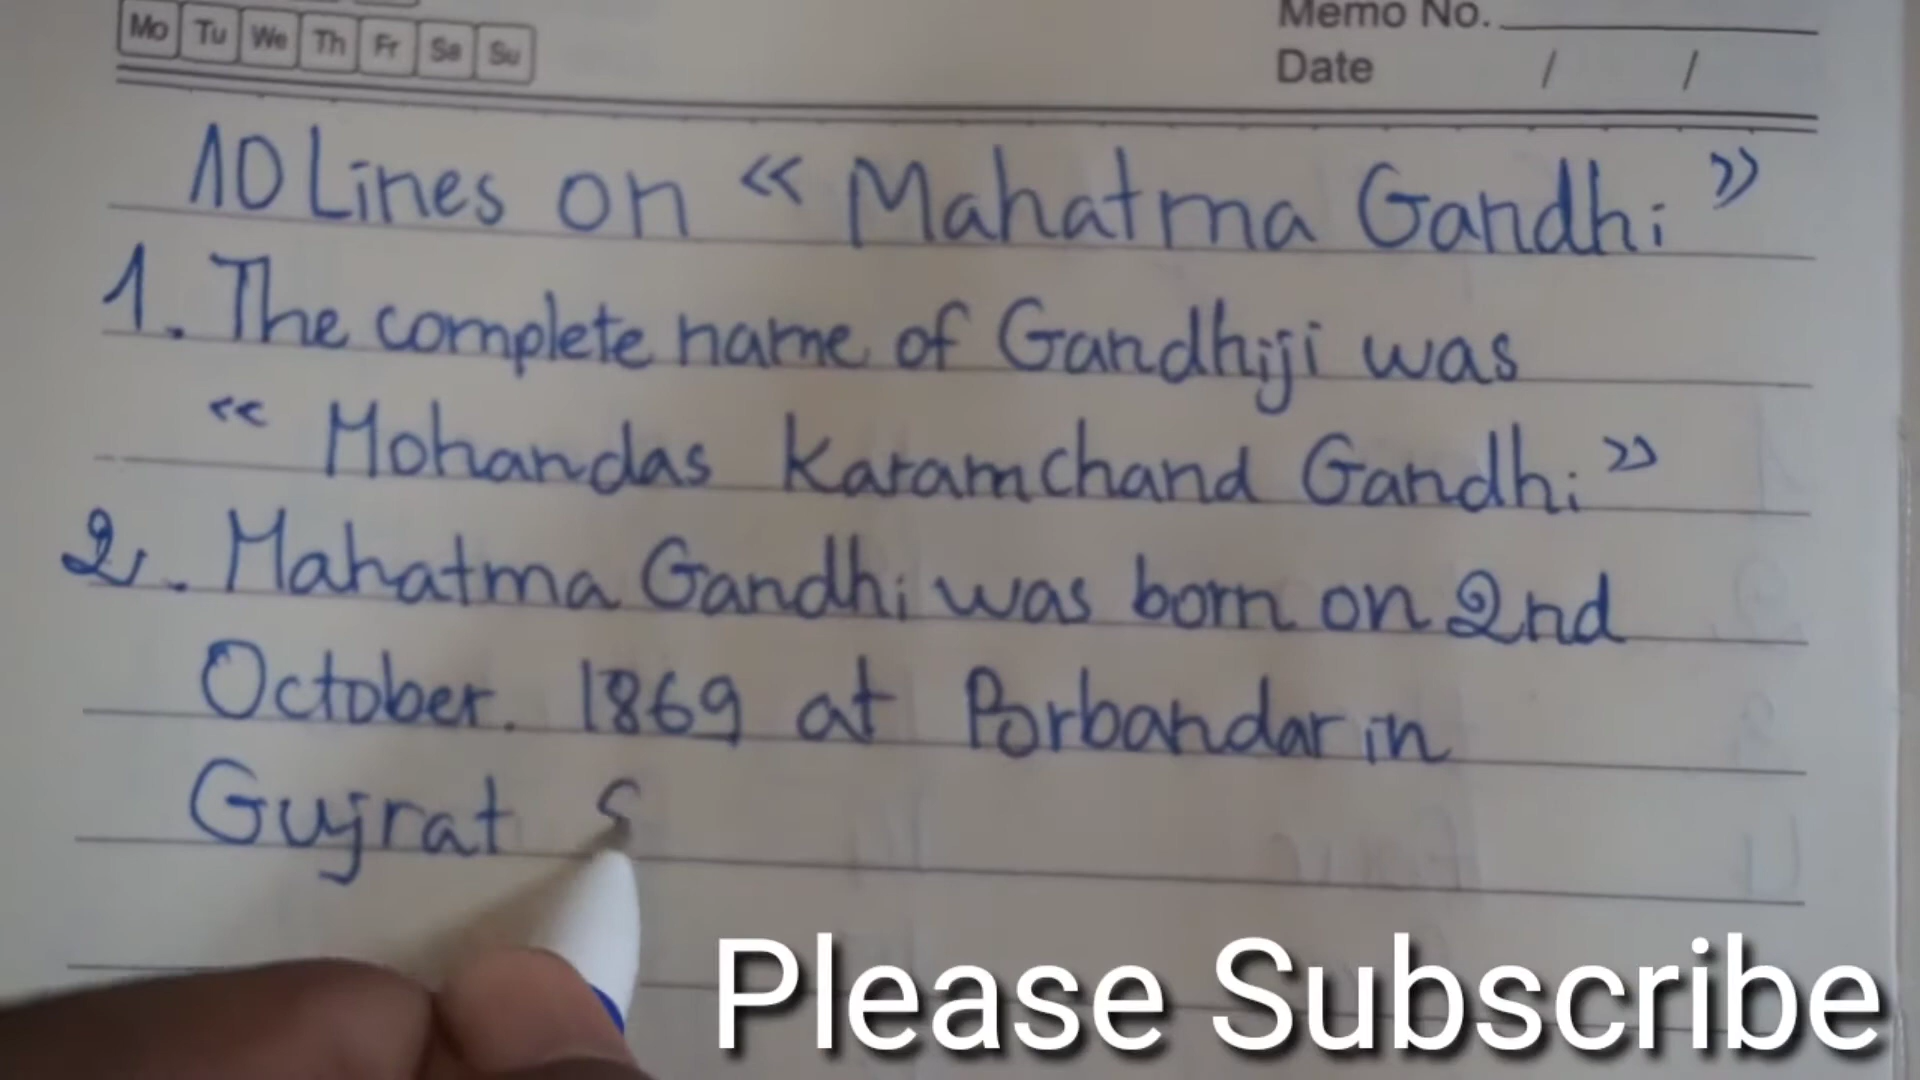 Mo Tu We Th Fr Sa Su
Memo No.
Date / /
10 Lines on « Mahatma Gandhi »
1. The complete name of Gandhiji was
« Mohandas Karamchand Gandhi »
2. Mahatma Gandhi was born on 2nd
October. 1869 at Porbandar in
Gujrat S
Please Subscribe